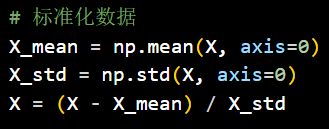 # 标准化数据
X_mean = np.mean(X, axis=0)
X_std = np.std(X, axis=0)
X = (X - X_mean) / X_std